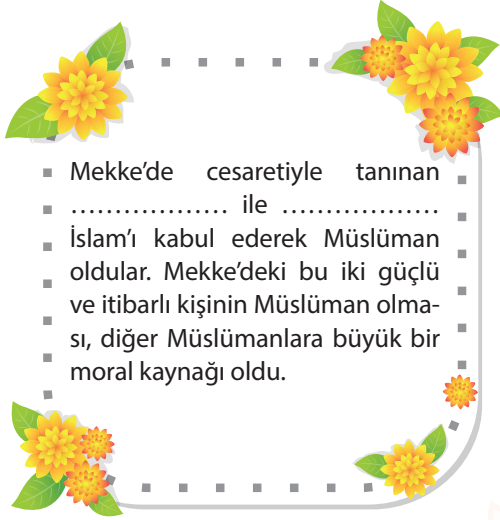 Mekke’de cesaretiyle tanınan
……………… ile ………………
İslam’ı kabul ederek Müslüman
oldular. Mekke’deki bu iki güçlü
ve itibarlı kişinin Müslüman olma-
sı, diğer Müslümanlara büyük bir
moral kaynağı oldu.